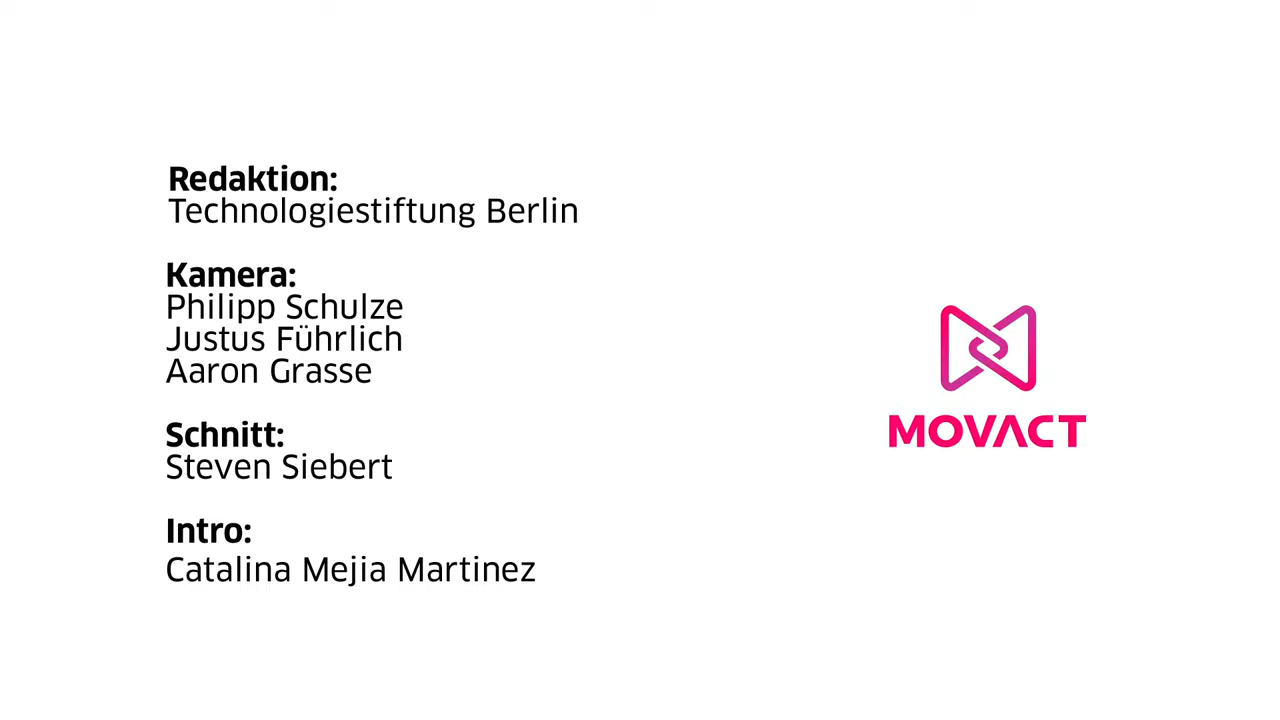 Redaktion:
Technologiestiftung Berlin
Kamera:
Philipp Schulze
Justus Führlich
Aaron Grasse
Schnitt:
Steven Siebert
Intro:
Catalina Mejia Martinez
MOVACT